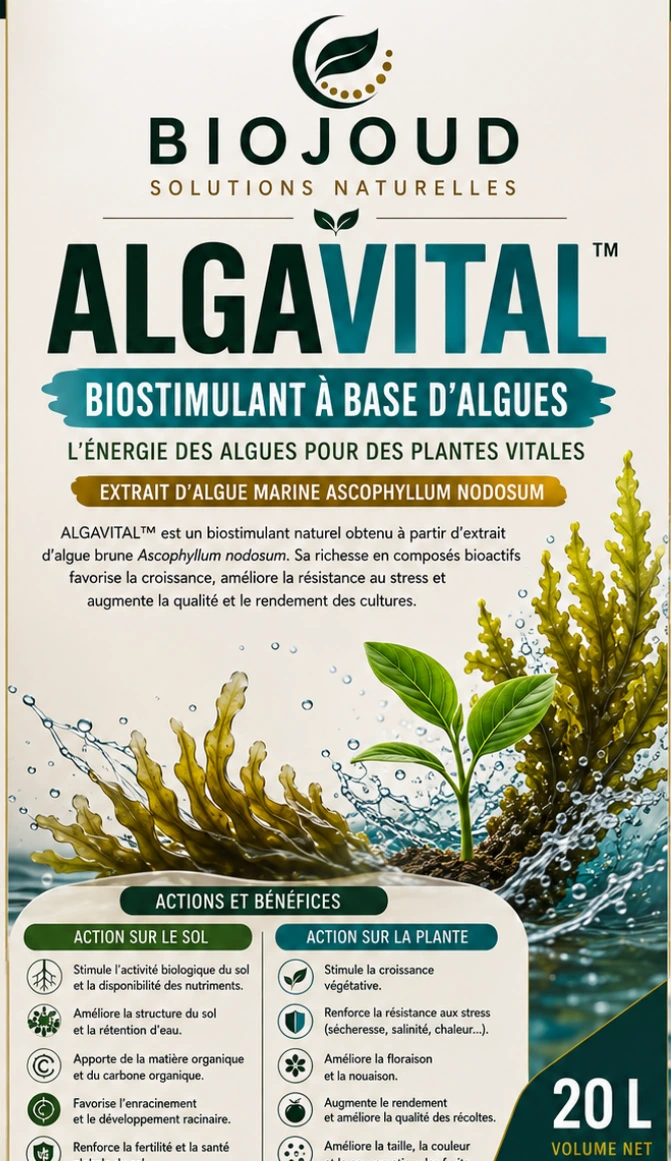 BIOJOUD
SOLUTIONS NATURELLES
ALGAVITAL™
BIOSTIMULANT À BASE D'ALGUES
L'ÉNERGIE DES ALGUES POUR DES PLANTES VITALES
EXTRAIT D'ALGUE MARINE ASCOPHYLLUM NODOSUM
ALGAVITAL™ est un biostimulant naturel obtenu à partir d'extrait
d'algue brune Ascophyllum nodosum. Sa richesse en composés bioactifs
favorise la croissance, améliore la résistance au stress et
augmente la qualité et le rendement des cultures.
ACTIONS ET BÉNÉFICES
ACTION SUR LE SOL
Stimule l'activité biologique du sol
et la disponibilité des nutriments.
Améliore la structure du sol
et la rétention d'eau.
Apporte de la matière organique
et du carbone organique.
Favorise l'enracinement
et le développement racinaire.
Renforce la fertilité et la santé
ACTION SUR LA PLANTE
Stimule la croissance
végétative.
Renforce la résistance aux stress
(sécheresse, salinité, chaleur...).
Améliore la floraison
et la nouaison.
Augmente le rendement
et améliore la qualité des récoltes.
Améliore la taille, la couleur
20 L
VOLUME NET